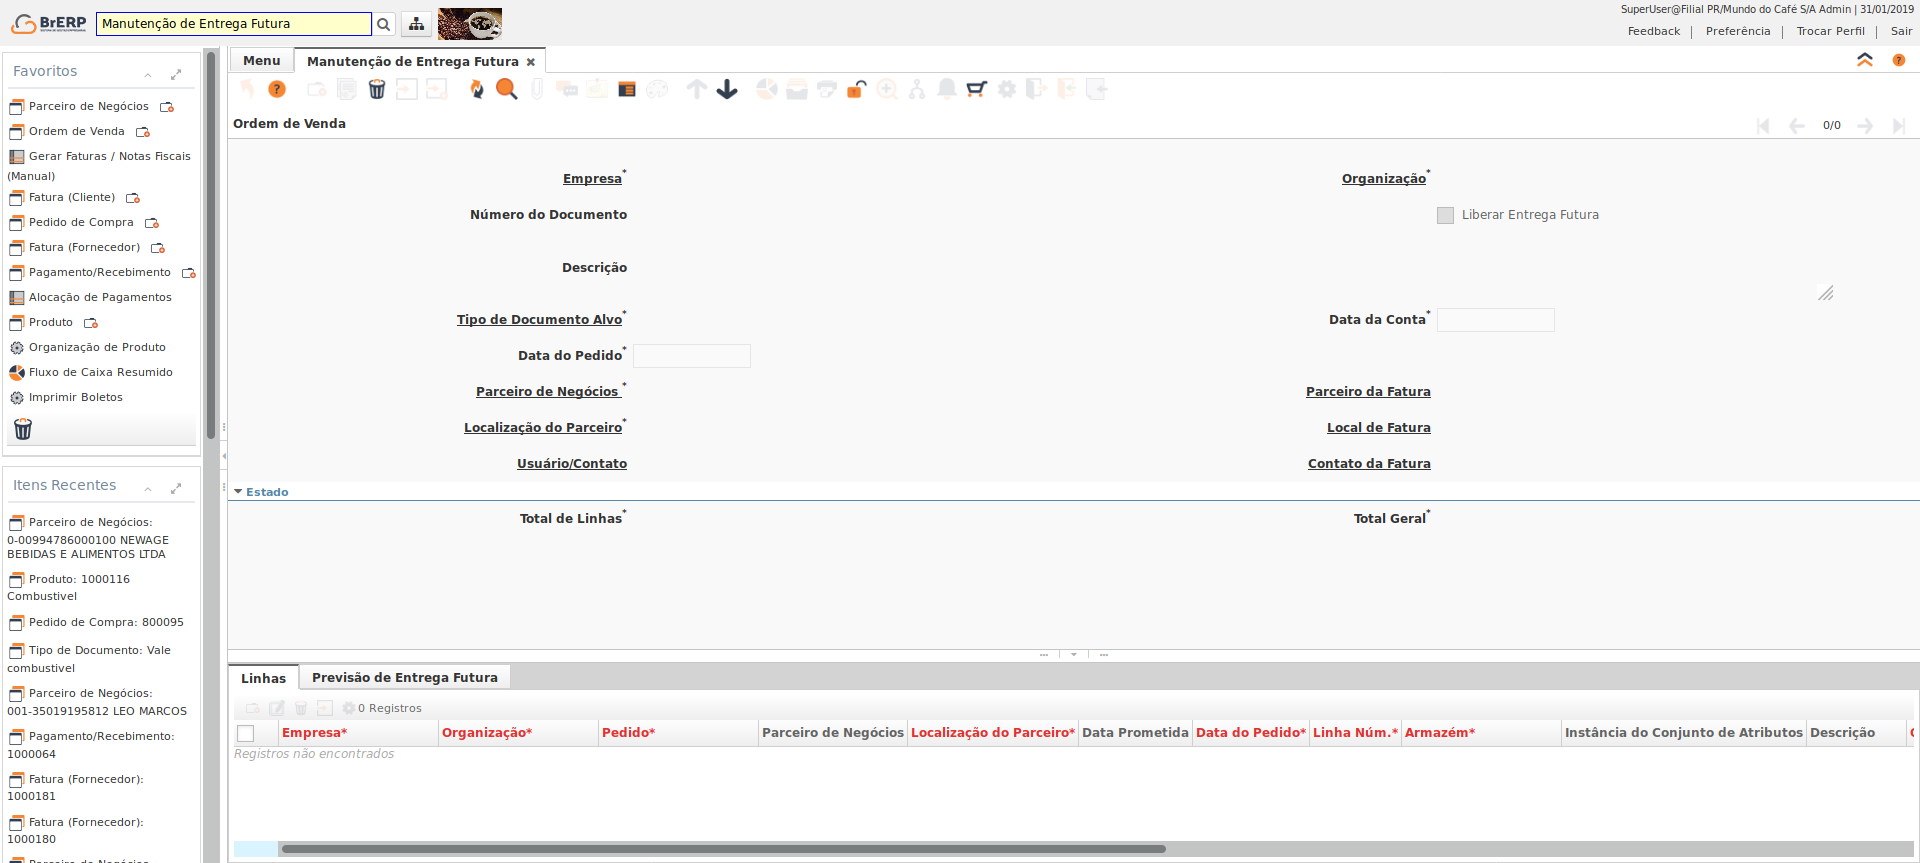 BrERP
Manutenção de Entrega Futura
SuperUser@Filial PR/Mundo do Café S/A Admin | 31/01/2019
Feedback | Preferência | Trocar Perfil | Sair
Favoritos
Parceiro de Negócios
Ordem de Venda
Gerar Faturas / Notas Fiscais
(Manual)
Fatura (Cliente)
Pedido de Compra
Fatura (Fornecedor)
Pagamento/Recebimento
Alocação de Pagamentos
Produto
Organização de Produto
Fluxo de Caixa Resumido
Imprimir Boletos
Itens Recentes
Parceiro de Negócios:
0-00994786000100 NEWAGE
BEBIDAS E ALIMENTOS LTDA
Produto: 1000116
Combustivel
Pedido de Compra: 800095
Tipo de Documento: Vale
combustivel
Parceiro de Negócios:
001-35019195812 LEO MARCOS
Pagamento/Recebimento:
1000064
Fatura (Fornecedor):
1000181
Fatura (Fornecedor):
1000180
Menu
Manutenção de Entrega Futura
Ordem de Venda
0/0
Empresa*
Organização*
Número do Documento
Liberar Entrega Futura
Descrição
Tipo de Documento Alvo*
Data da Conta*
Data do Pedido*
Parceiro de Negócios *
Parceiro da Fatura
Localização do Parceiro*
Local de Fatura
Usuário/Contato
Contato da Fatura
Estado
Total de Linhas*
Total Geral*
Linhas
Previsão de Entrega Futura
0 Registros
Empresa* Organização* Pedido* Parceiro de Negócios Localização do Parceiro* Data Prometida Data do Pedido* Linha Núm.* Armazém* Instância do Conjunto de Atributos Descrição
Registros não encontrados